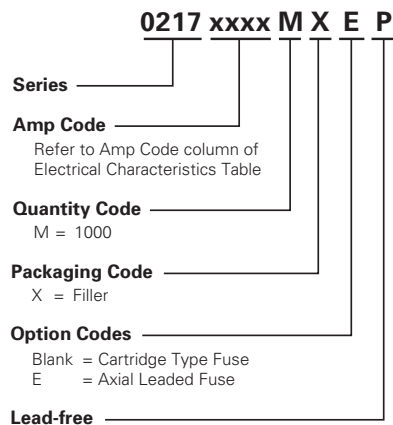 0217 xxxx M X E P
Series
Amp Code
Refer to Amp Code column of
Electrical Characteristics Table
Quantity Code
M = 1000
Packaging Code
X = Filler
Option Codes
Blank = Cartridge Type Fuse
E = Axial Leaded Fuse
Lead-free